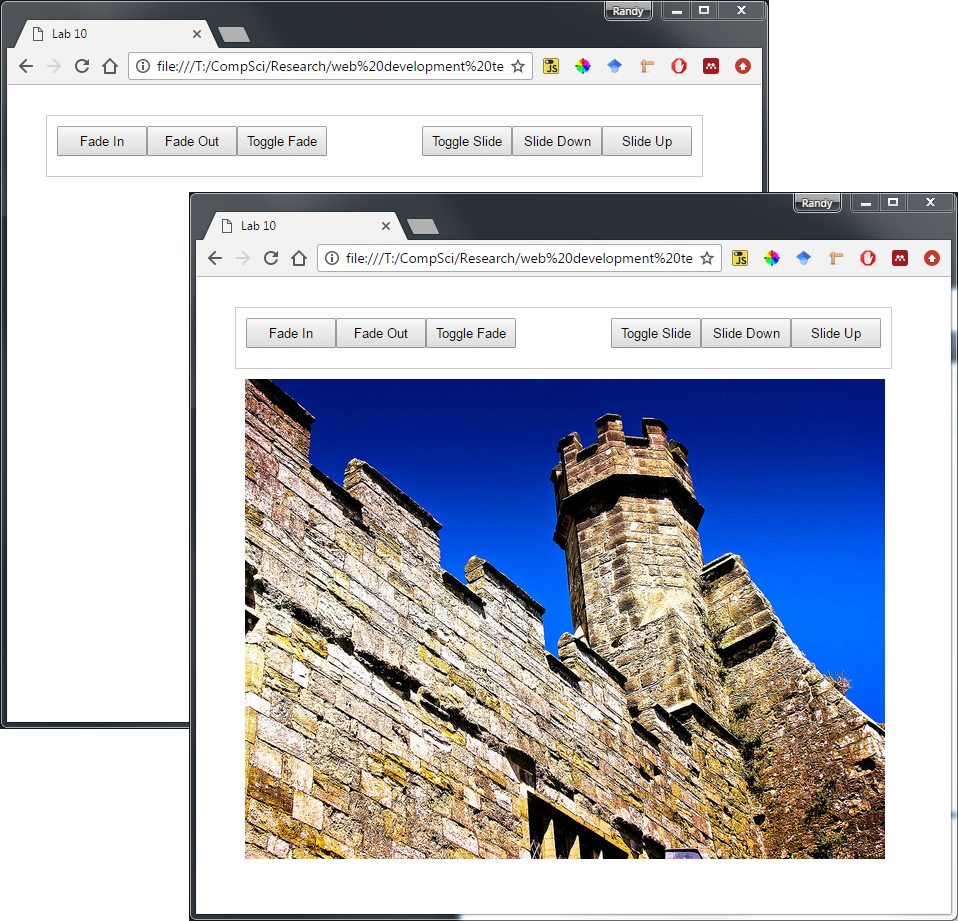 Randy
Lab 10
file:///T:/CompSci/Research/web%20development%20te
JS
Fade In Fade Out Toggle Fade Toggle Slide Slide Down Slide Up
Randy
Lab 10
file:///T:/CompSci/Research/web%20development%20te
JS
Fade In Fade Out Toggle Fade Toggle Slide Slide Down Slide Up